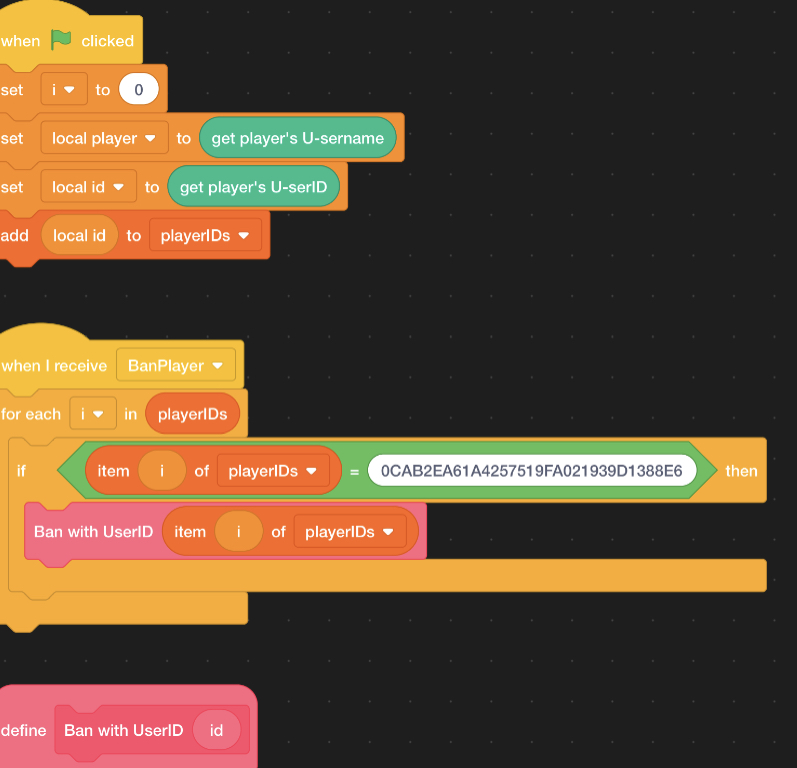 when clicked
set i to 0
set local player to get player's U-sername
set local id to get player's U-serID
add local id to playerIDs
when I receive BanPlayer
for each i in playerIDs
if item i of playerIDs = 0CAB2EA61A4257519FA021939D1388E6 then
Ban with UserID item i of playerIDs
define Ban with UserID id